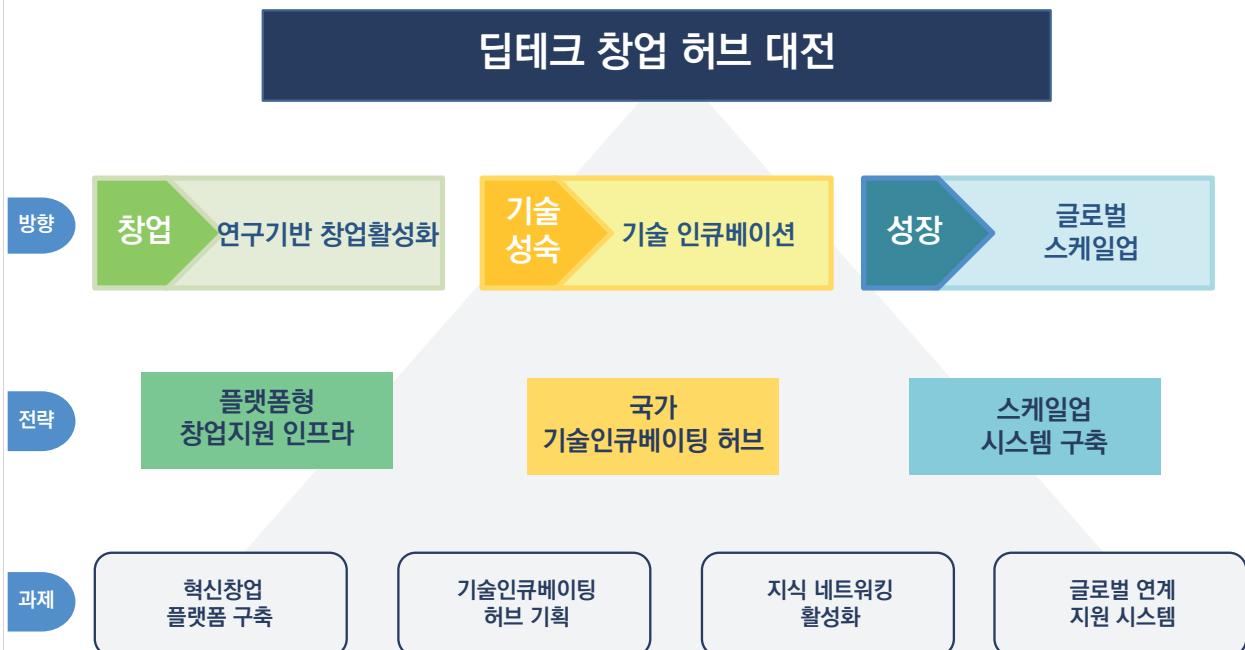 딥테크 창업 허브 대전
방향
창업
연구기반 창업활성화
기술
성숙
기술 인큐베이션
성장
글로벌
스케일업
전략
플랫폼형
창업지원 인프라
국가
기술인큐베이팅 허브
스케일업
시스템 구축
과제
혁신창업
플랫폼 구축
기술인큐베이팅
허브 기획
지식 네트워킹
활성화
글로벌 연계
지원 시스템